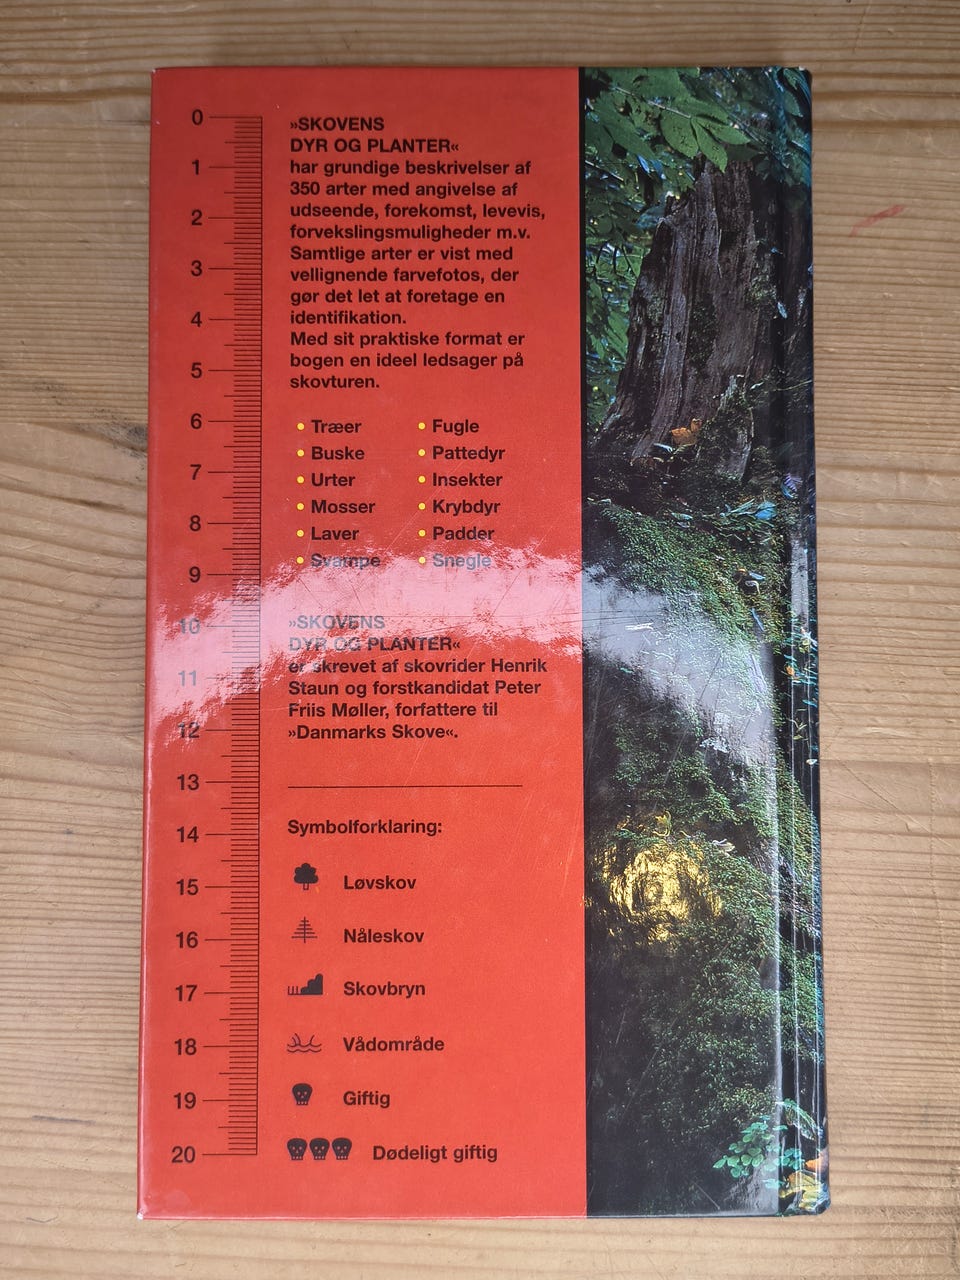 0
1
2
3
4
5
6
7
8
9
10
11
12
13
14
15
16
17
18
19
20
»SKOVENS
DYR OG PLANTER«
har grundige beskrivelser af
350 arter med angivelse af
udseende, forekomst, levevis,
forvekslingsmuligheder m.v.
Samtlige arter er vist med
vellignende farvefotos, der
gør det let at foretage en
identifikation.
Med sit praktiske format er
bogen en ideel ledsager på
skovturen.
• Træer
• Buske
• Urter
• Mosser
• Laver
• Svampe
• Fugle
• Pattedyr
• Insekter
• Krybdyr
• Padder
• Snegle
»SKOVENS
DYR OG PLANTER«
er skrevet af skovrider Henrik
Staun og forstkandidat Peter
Friis Møller, forfattere til
»Danmarks Skove«.
Symbolforklaring:
Løvskov
Nåleskov
Skovbryn
Vådområde
Giftig
Dødeligt giftig